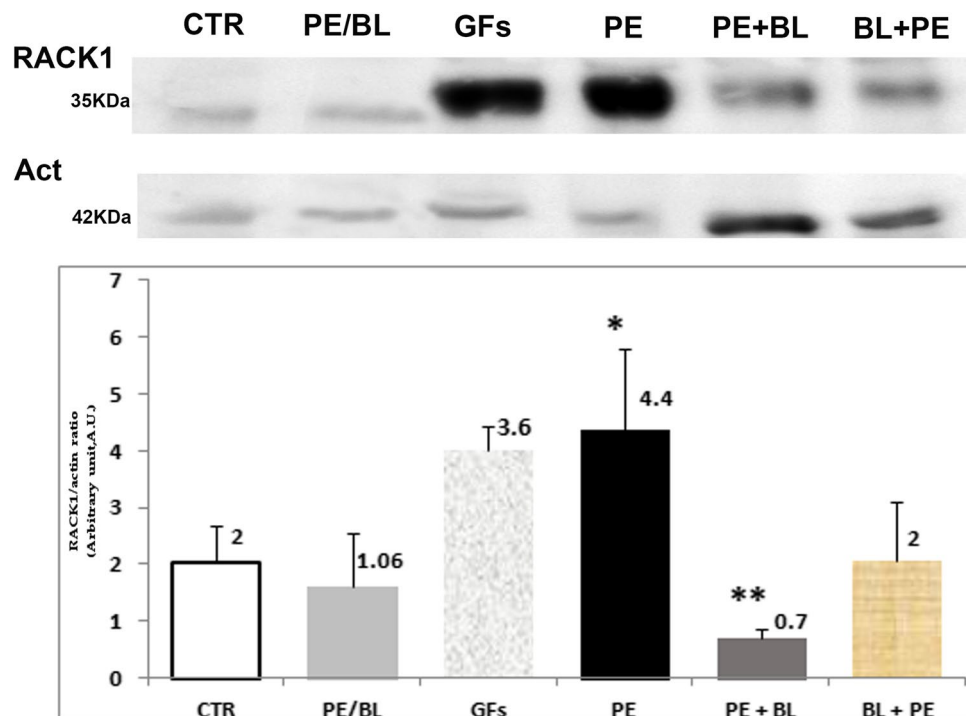 CTR PE/BL GFs PE PE+BL BL+PE
RACK1
35KDa
Act
42KDa
7
6
5
4
3
2
1
0
RACK1/actin ratio
(Arbitrary unit,A.U.)
2
1.06
3.6
*
4.4
**
0.7
2
CTR PE/BL GFs PE PE + BL BL + PE